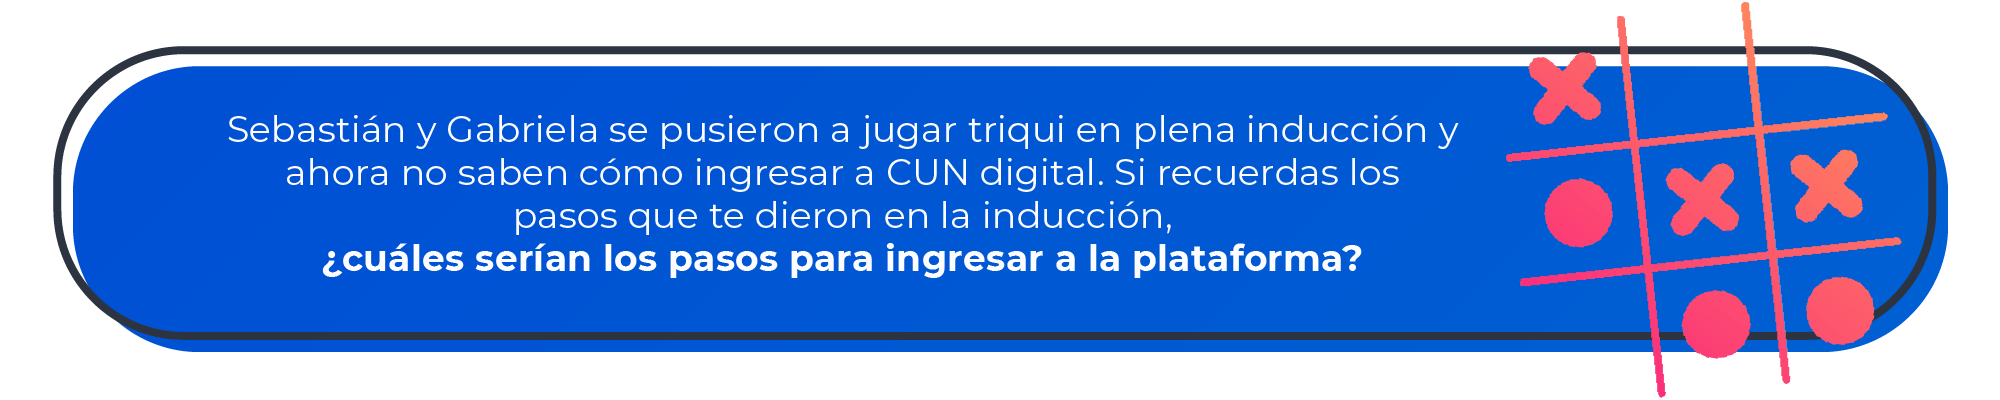 Sebastián y Gabriela se pusieron a jugar triqui en plena inducción y
ahora no saben cómo ingresar a CUN digital. Si recuerdas los
pasos que te dieron en la inducción,
¿cuáles serían los pasos para ingresar a la plataforma?